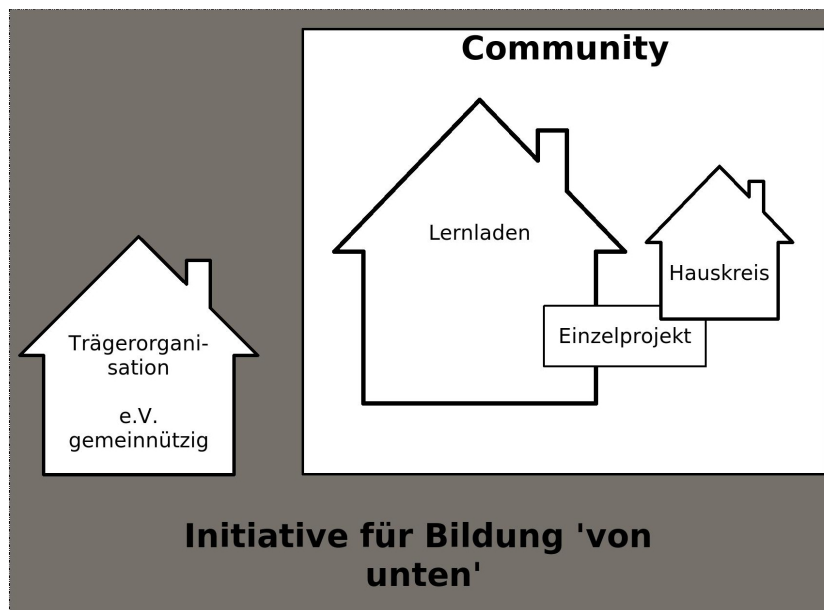 Community
Lernladen
Hauskreis
Einzelprojekt
Trägerorgani-
sation
e.V.
gemeinnützig
Initiative für Bildung 'von
unten'